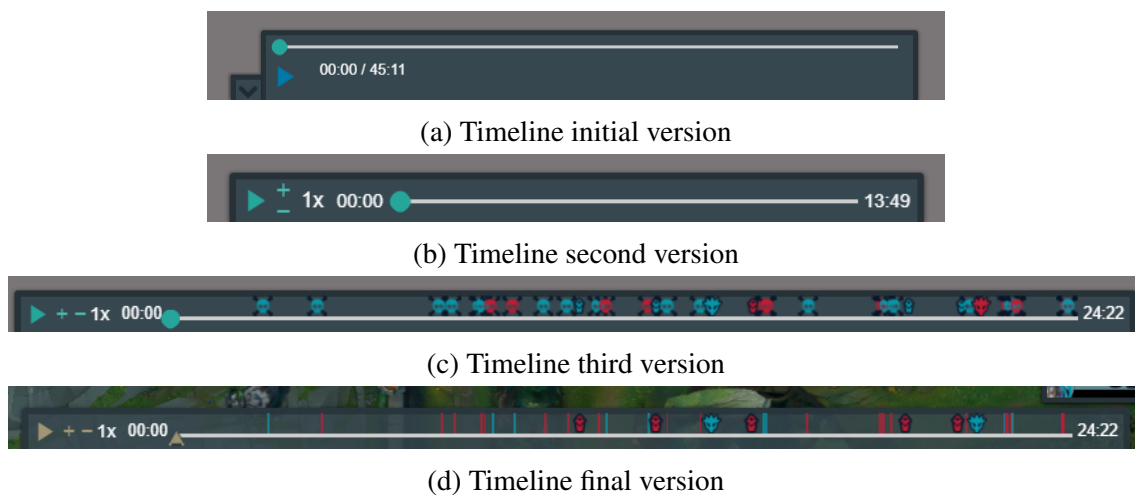 00:00 / 45:11
(a) Timeline initial version
+
− 1x 00:00 13:49
(b) Timeline second version
+ − 1x 00:00 24:22
(c) Timeline third version
+ − 1x 00:00 24:22
(d) Timeline final version